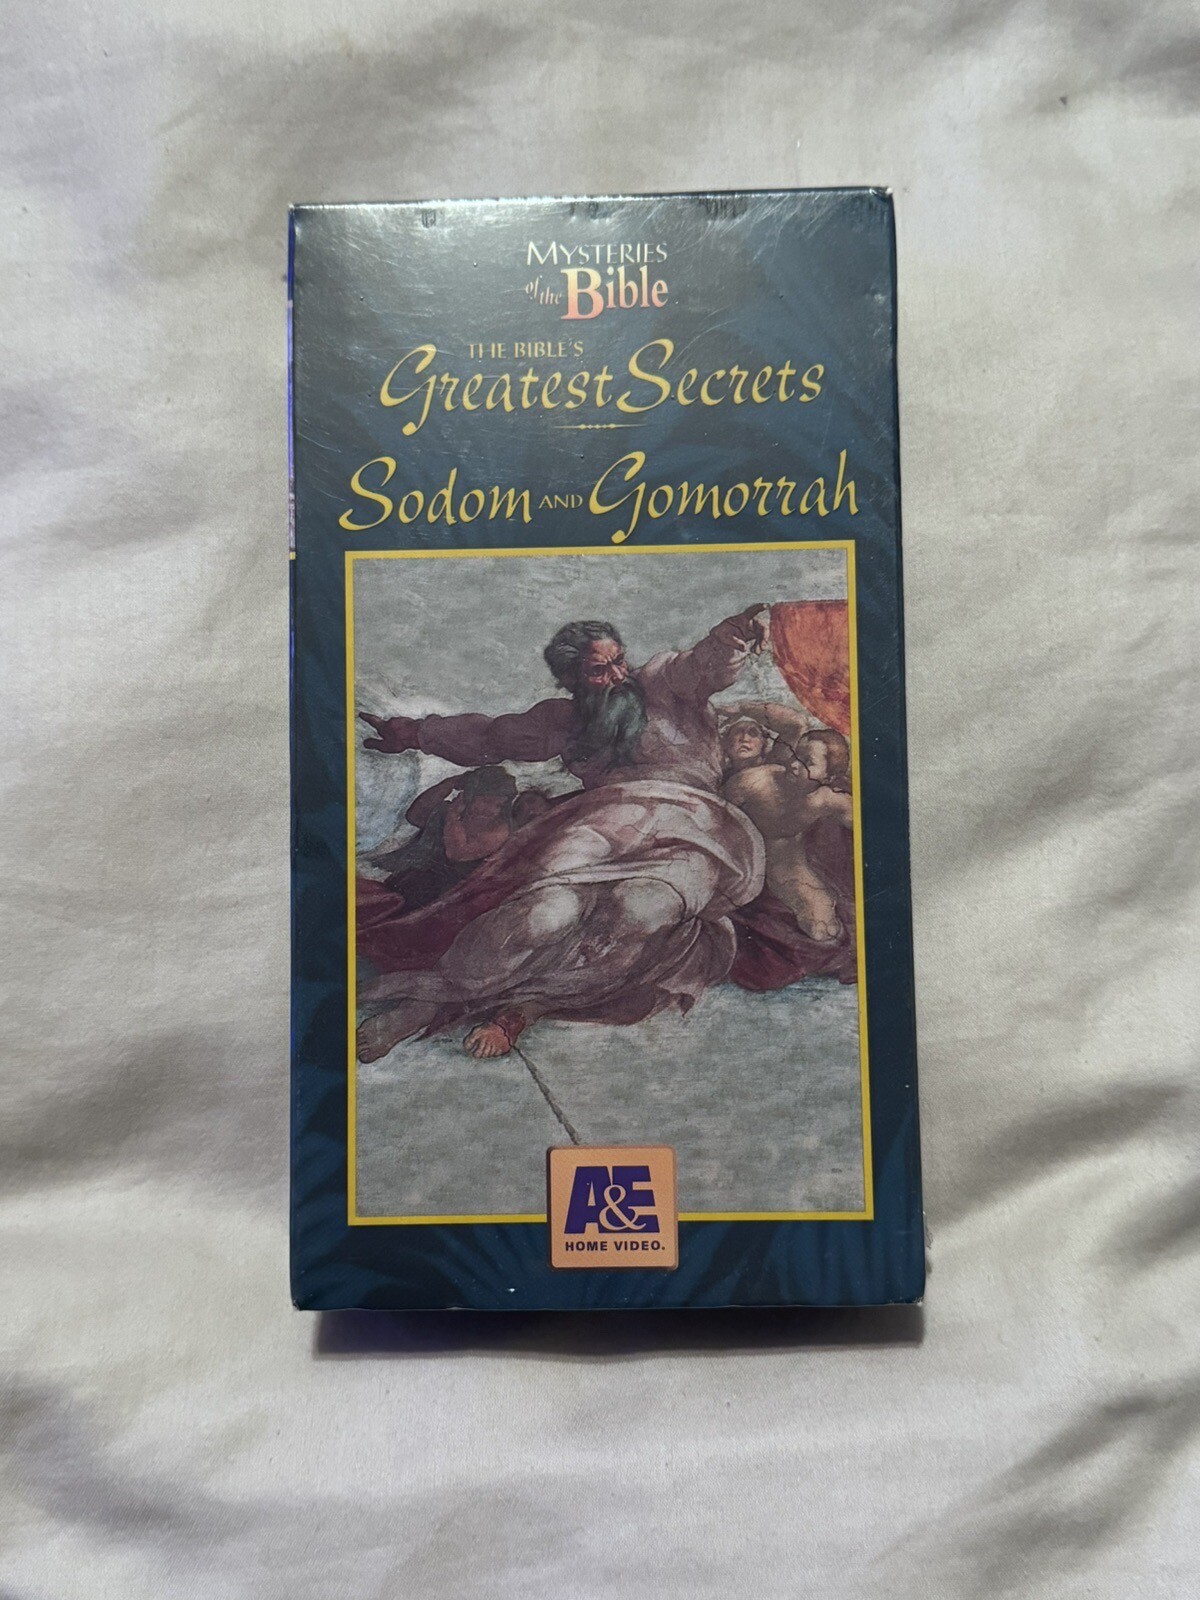 MYSTERIES
of the Bible
THE BIBLE'S
Greatest Secrets
Sodom AND Gomorrah
A&E
HOME VIDEO.